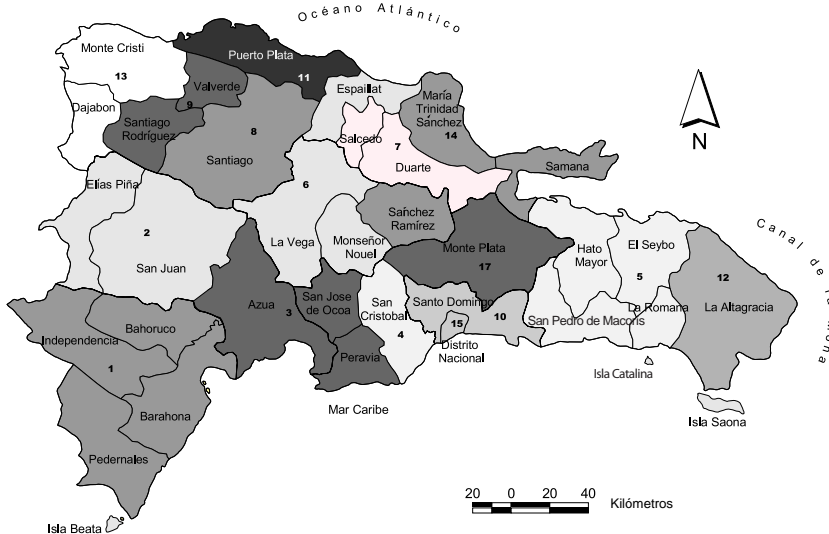 Océano Atlántico
Monte Cristi
13
Puerto Plata
11
Valverde
9
Dajabon
Santiago
Rodríguez
8
Santiago
Espaillat
María
Trinidad
Sánchez
14
Salcedo
7
Duarte
Samana
N
Elías Piña
2
San Juan
6
La Vega
Monseñor
Nouel
Sánchez
Ramírez
Monte Plata
17
Hato
Mayor
El Seybo
5
12
La Altagracia
Canal de la Mona
Independencia
Bahoruco
1
Barahona
Pedernales
Azua
3
San Jose
de Ocoa
Peravia
San
Cristobal
4
Santo Domingo
15
10
Distrito
Nacional
San Pedro de Macorís
La Romana
Isla Catalina
Isla Saona
Mar Caribe
Isla Beata
20 0 20 40
Kilómetros